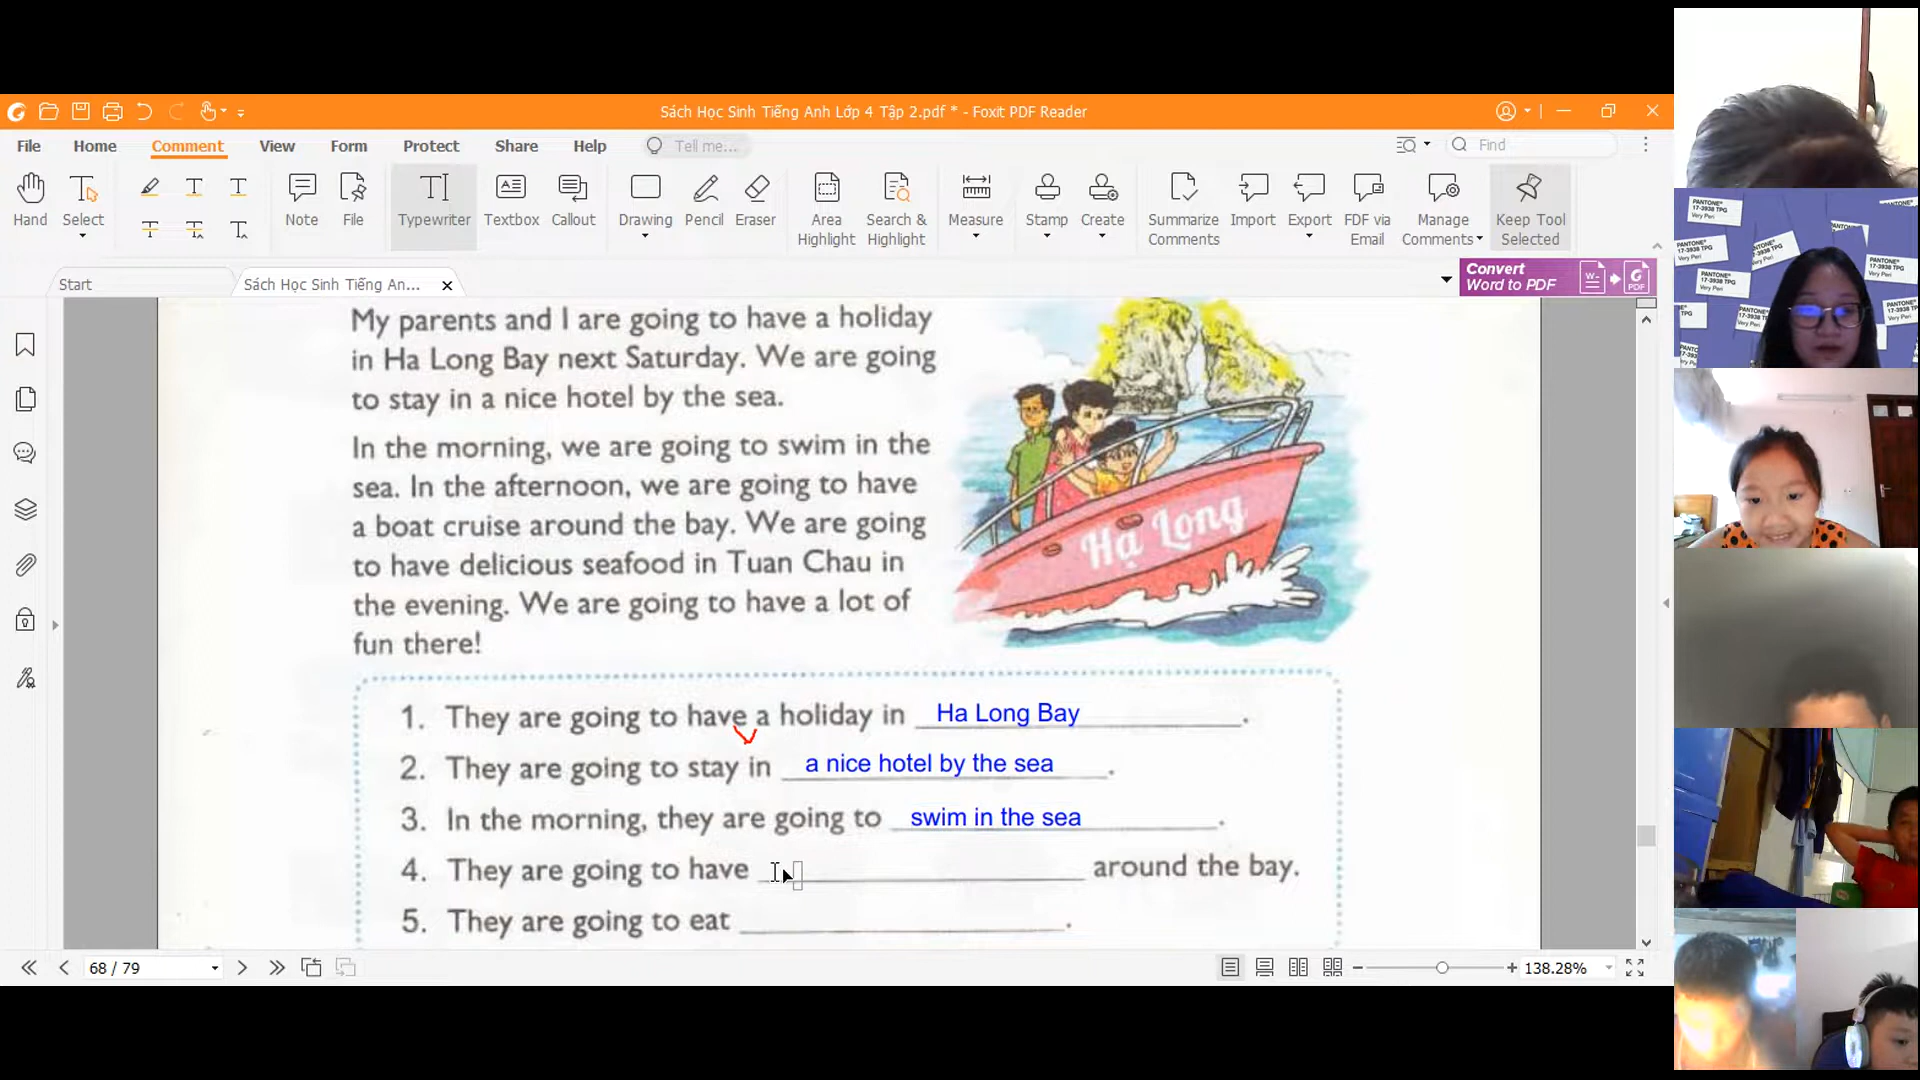 Sách Học Sinh Tiếng Anh Lớp 4 Tập 2.pdf * - Foxit PDF Reader
File Home Comment View Form Protect Share Help Tell me... Find
Hand Select Note File Typewriter Textbox Callout Drawing Pencil Eraser Area Highlight Search & Highlight Measure Stamp Create Summarize Comments Import Export FDF via Email Manage Comments Keep Tool Selected
Start Sách Học Sinh Tiếng An... Convert Word to PDF
My parents and I are going to have a holiday
in Ha Long Bay next Saturday. We are going
to stay in a nice hotel by the sea.
In the morning, we are going to swim in the
sea. In the afternoon, we are going to have
a boat cruise around the bay. We are going
to have delicious seafood in Tuan Chau in
the evening. We are going to have a lot of
fun there!
Hạ Long
1. They are going to have a holiday in Ha Long Bay.
2. They are going to stay in a nice hotel by the sea.
3. In the morning, they are going to swim in the sea.
4. They are going to have ____ around the bay.
5. They are going to eat ____.
68 / 79
138.28%
PANTONE
17-3938 TPG
Very Peri